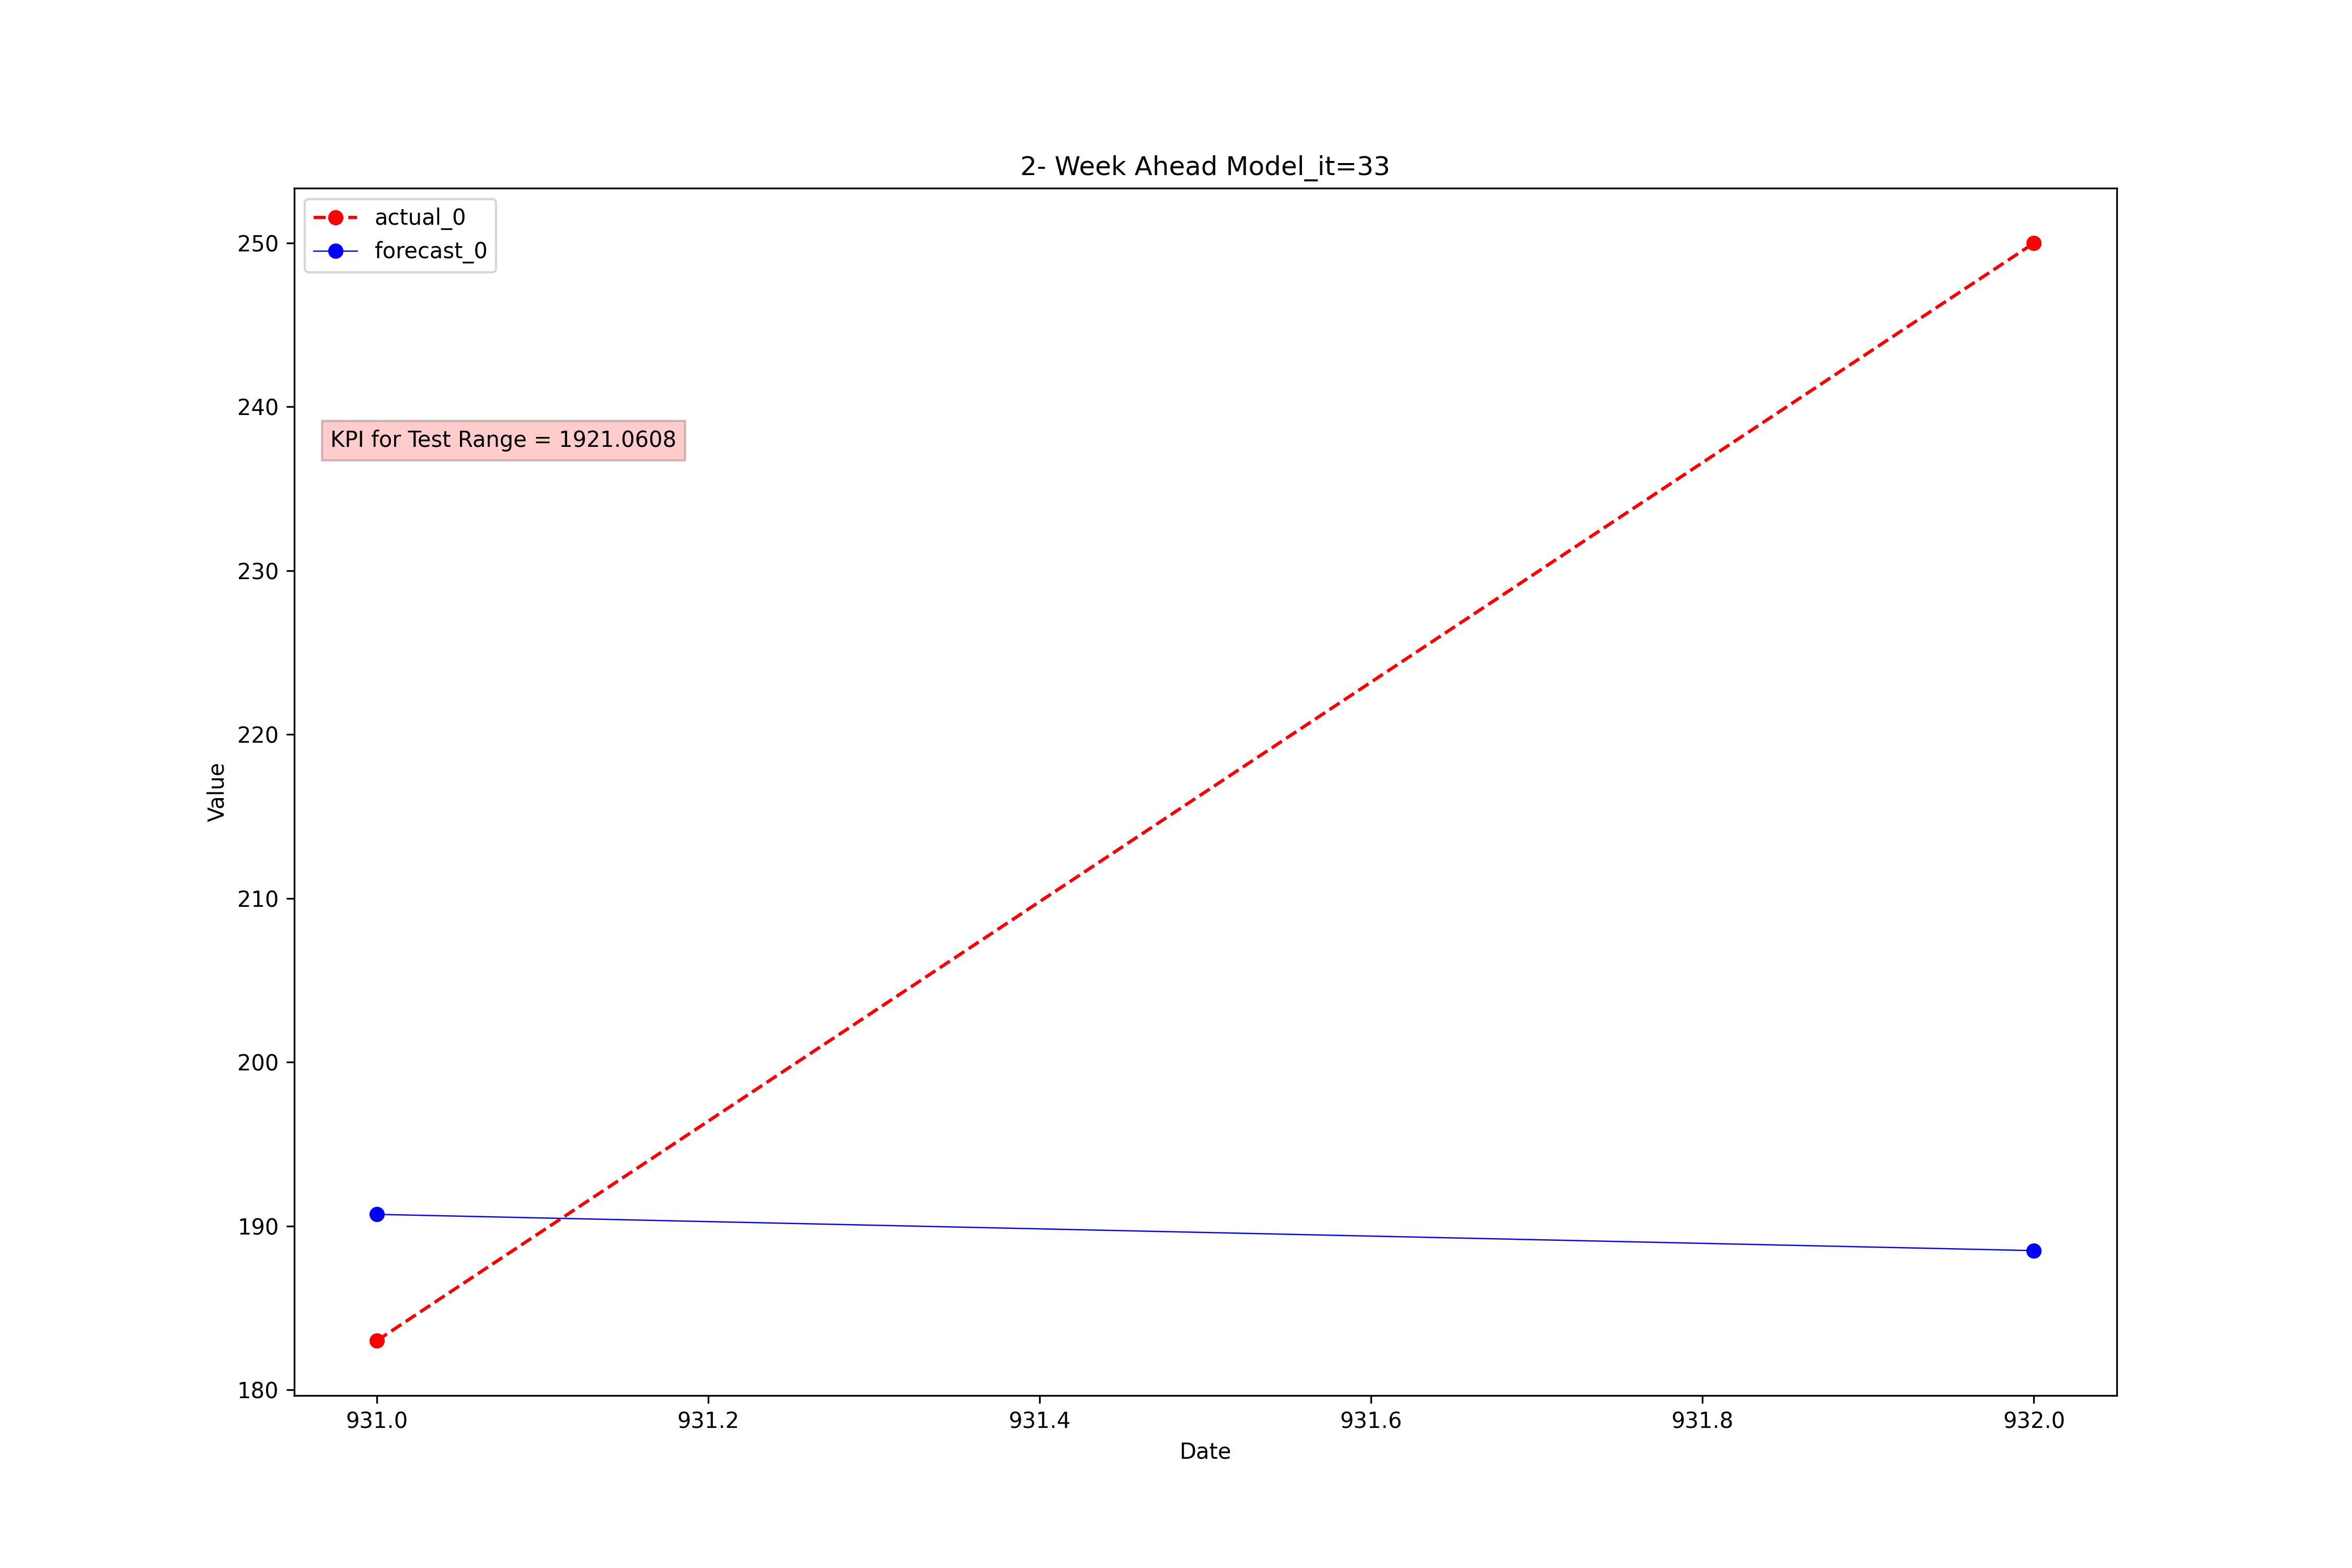 2- Week Ahead Model_it=33
actual_0
forecast_0
KPI for Test Range = 1921.0608
250
240
230
220
210
200
190
180
Value
931.0 931.2 931.4 931.6 931.8 932.0
Date